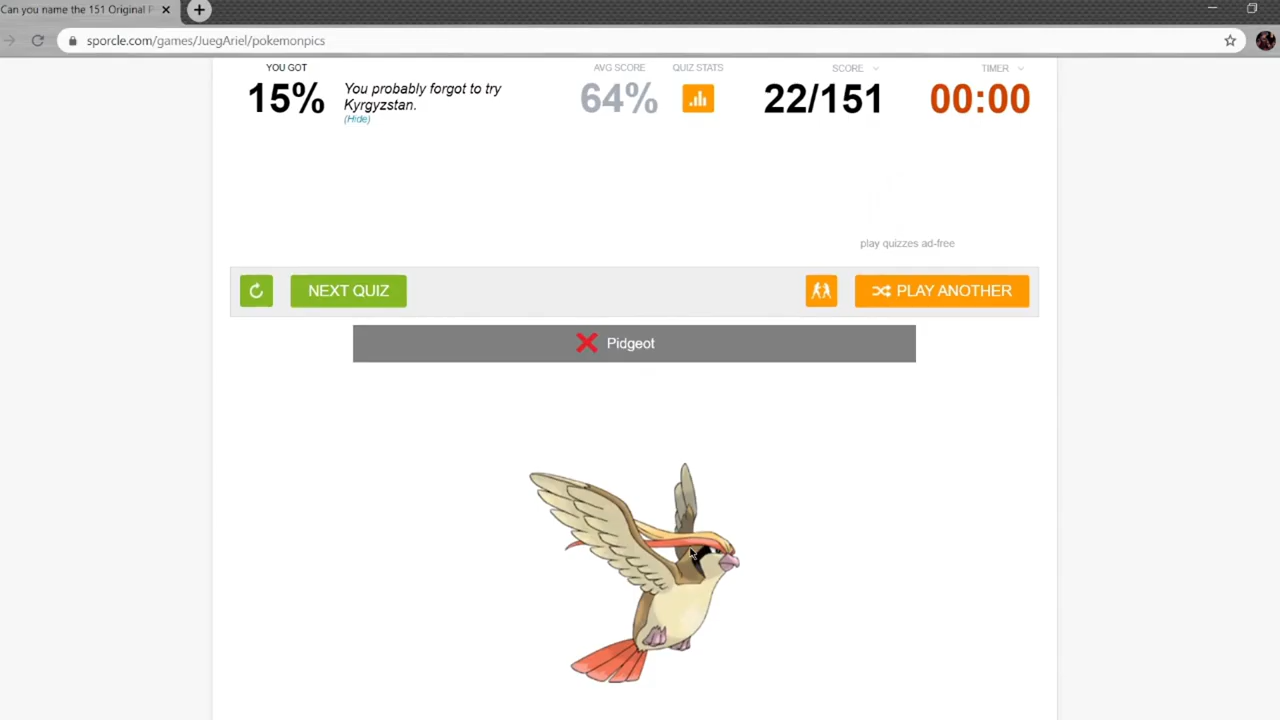 Can you name the 151 Original P
sporcle.com/games/JuegAriel/pokemonpics
YOU GOT
15%
You probably forgot to try
Kyrgyzstan.
(Hide)
AVG SCORE
64%
QUIZ STATS
SCORE
22/151
TIMER
00:00
play quizzes ad-free
NEXT QUIZ
PLAY ANOTHER
Pidgeot